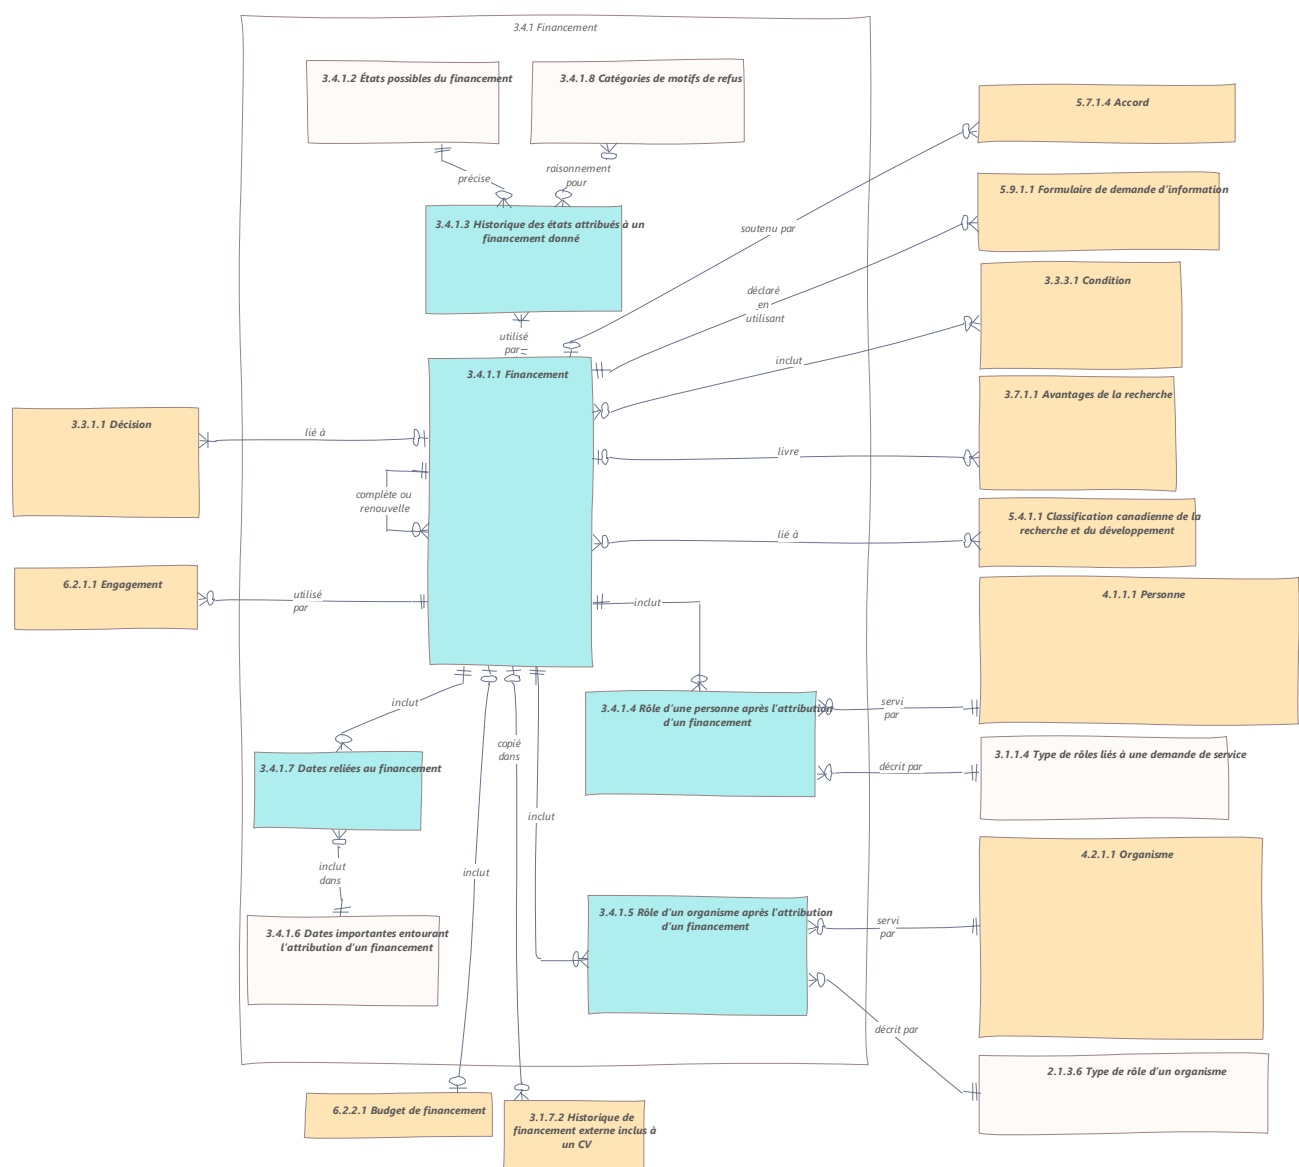 3.4.1 Financement
3.4.1.2 États possibles du financement
3.4.1.8 Catégories de motifs de refus
5.7.1.4 Accord
précise
raisonnement
pour
5.9.1.1 Formulaire de demande d'information
3.4.1.3 Historique des états attribués à un
financement donné
soutenu par
déclaré
en
utilisant
3.3.3.1 Condition
utilisé
par
inclut
3.4.1.1 Financement
3.7.1.1 Avantages de la recherche
3.3.1.1 Décision
lié à
livre
complète ou
renouvelle
5.4.1.1 Classification canadienne de la
recherche et du développement
lié à
6.2.1.1 Engagement
utilisé
par
inclut
4.1.1.1 Personne
inclut
3.4.1.4 Rôle d'une personne après l'attribution
d'un financement
servi
par
copié
dans
3.4.1.7 Dates reliées au financement
décrit par
3.1.1.4 Type de rôles liés à une demande de service
inclut
inclut
dans
inclut
4.2.1.1 Organisme
3.4.1.6 Dates importantes entourant
l'attribution d'un financement
3.4.1.5 Rôle d'un organisme après l'attribution
d'un financement
servi
par
décrit par
2.1.3.6 Type de rôle d'un organisme
6.2.2.1 Budget de financement
3.1.7.2 Historique de
financement externe inclus à
un CV